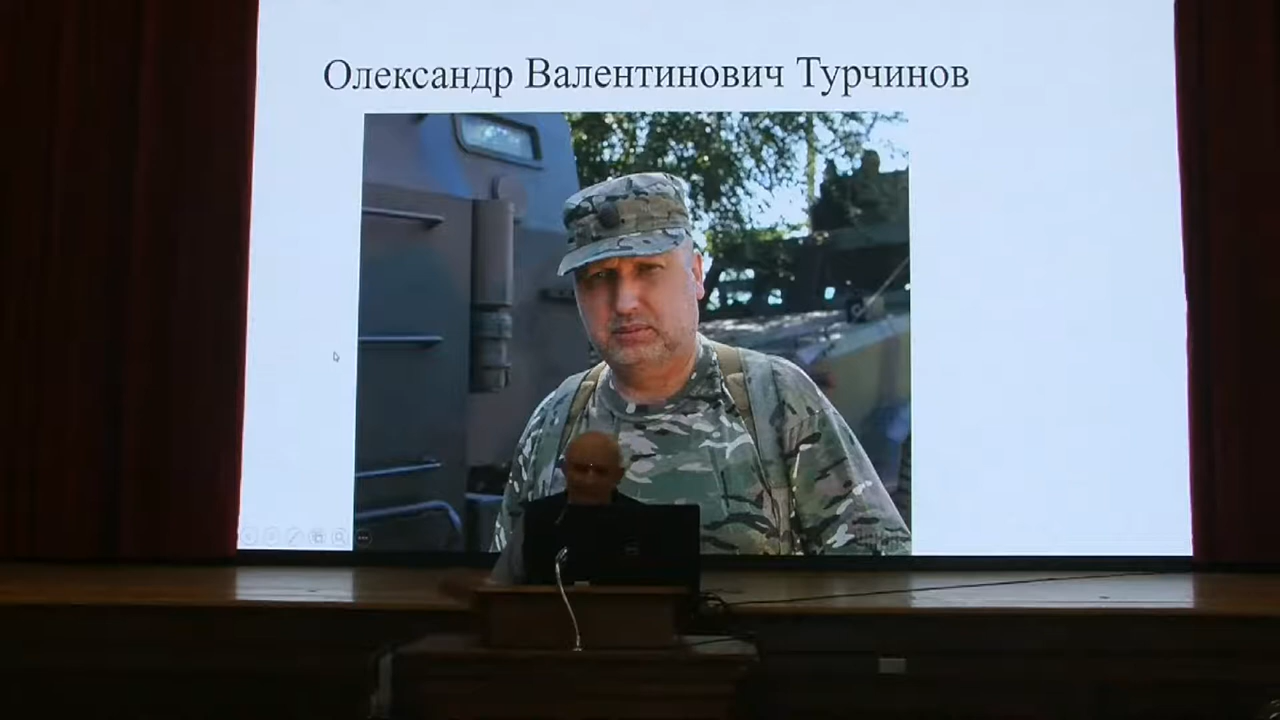 Олександр Валентинович Турчинов